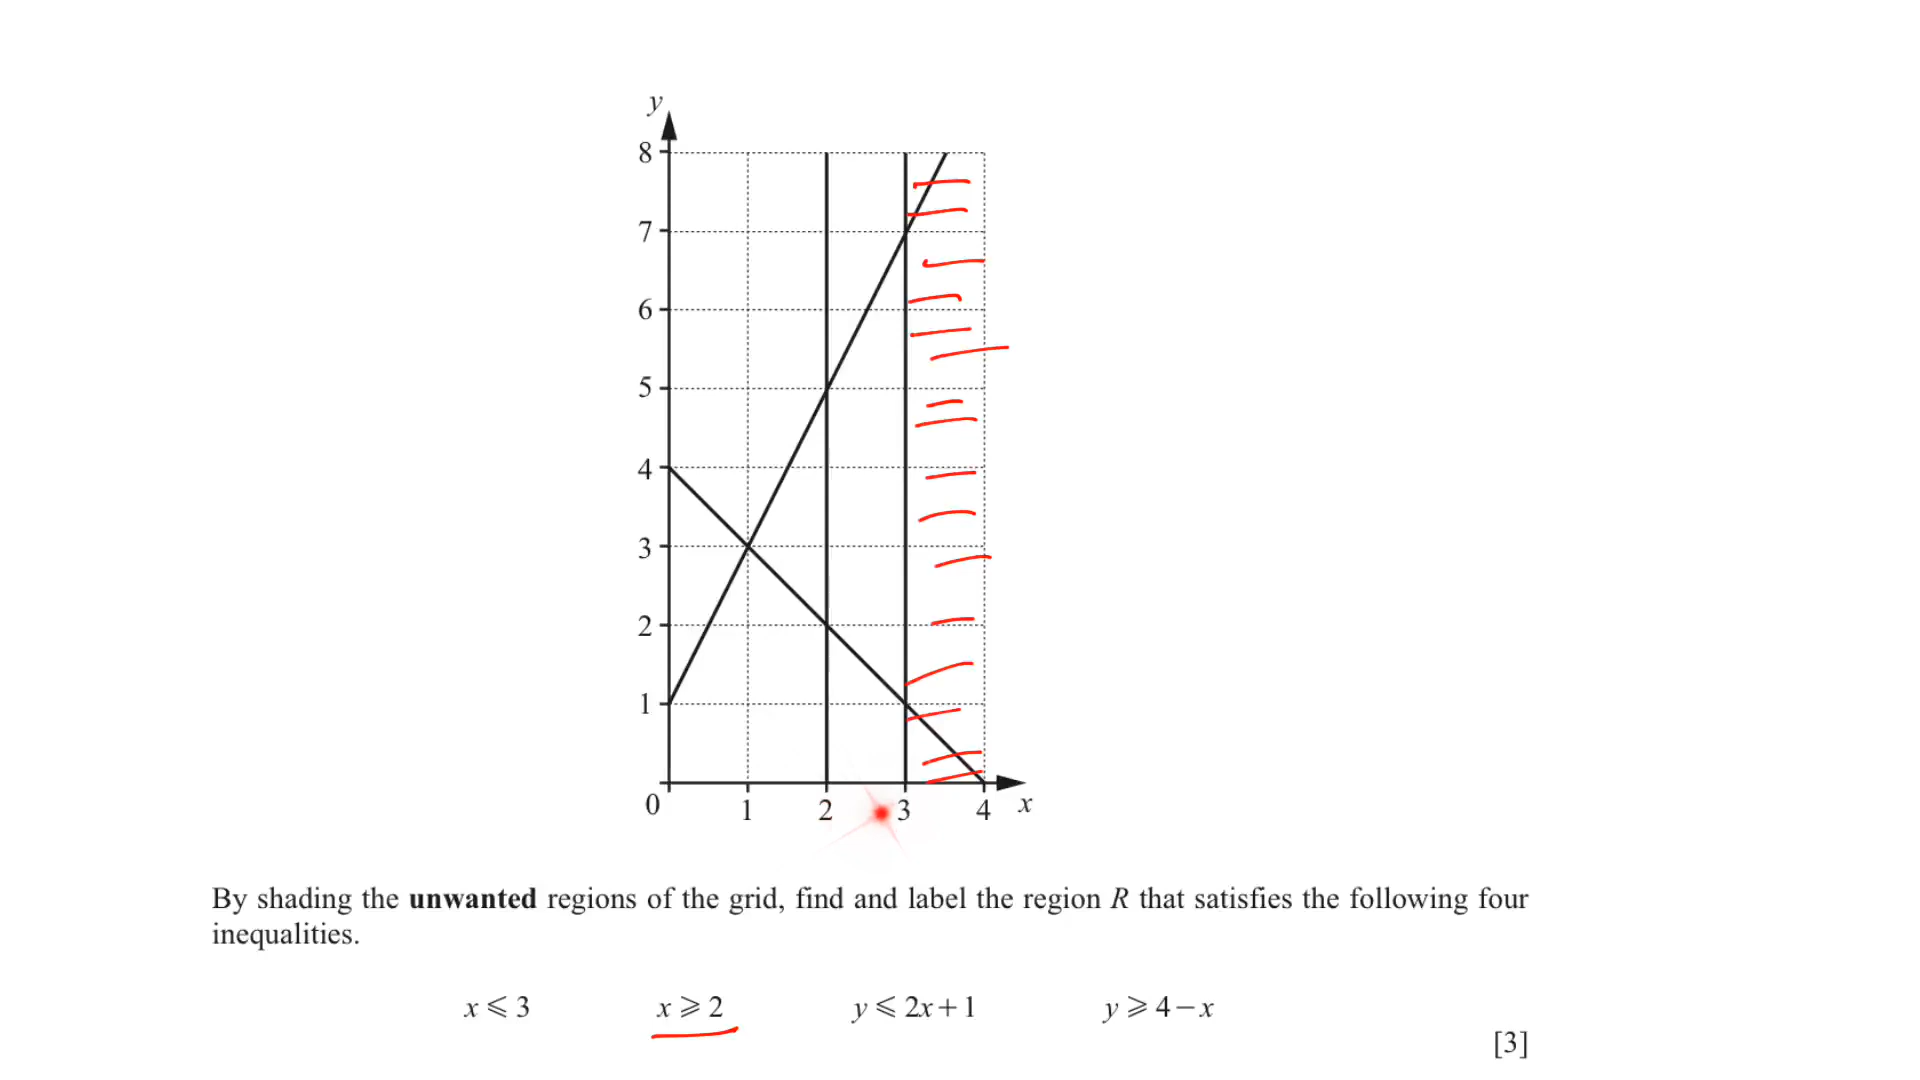 y
8
7
6
5
4
3
2
1
0 1 2 3 4 x
By shading the unwanted regions of the grid, find and label the region R that satisfies the following four
inequalities.
x ⩽ 3 x ⩾ 2 y ⩽ 2x + 1 y ⩾ 4 − x
[3]